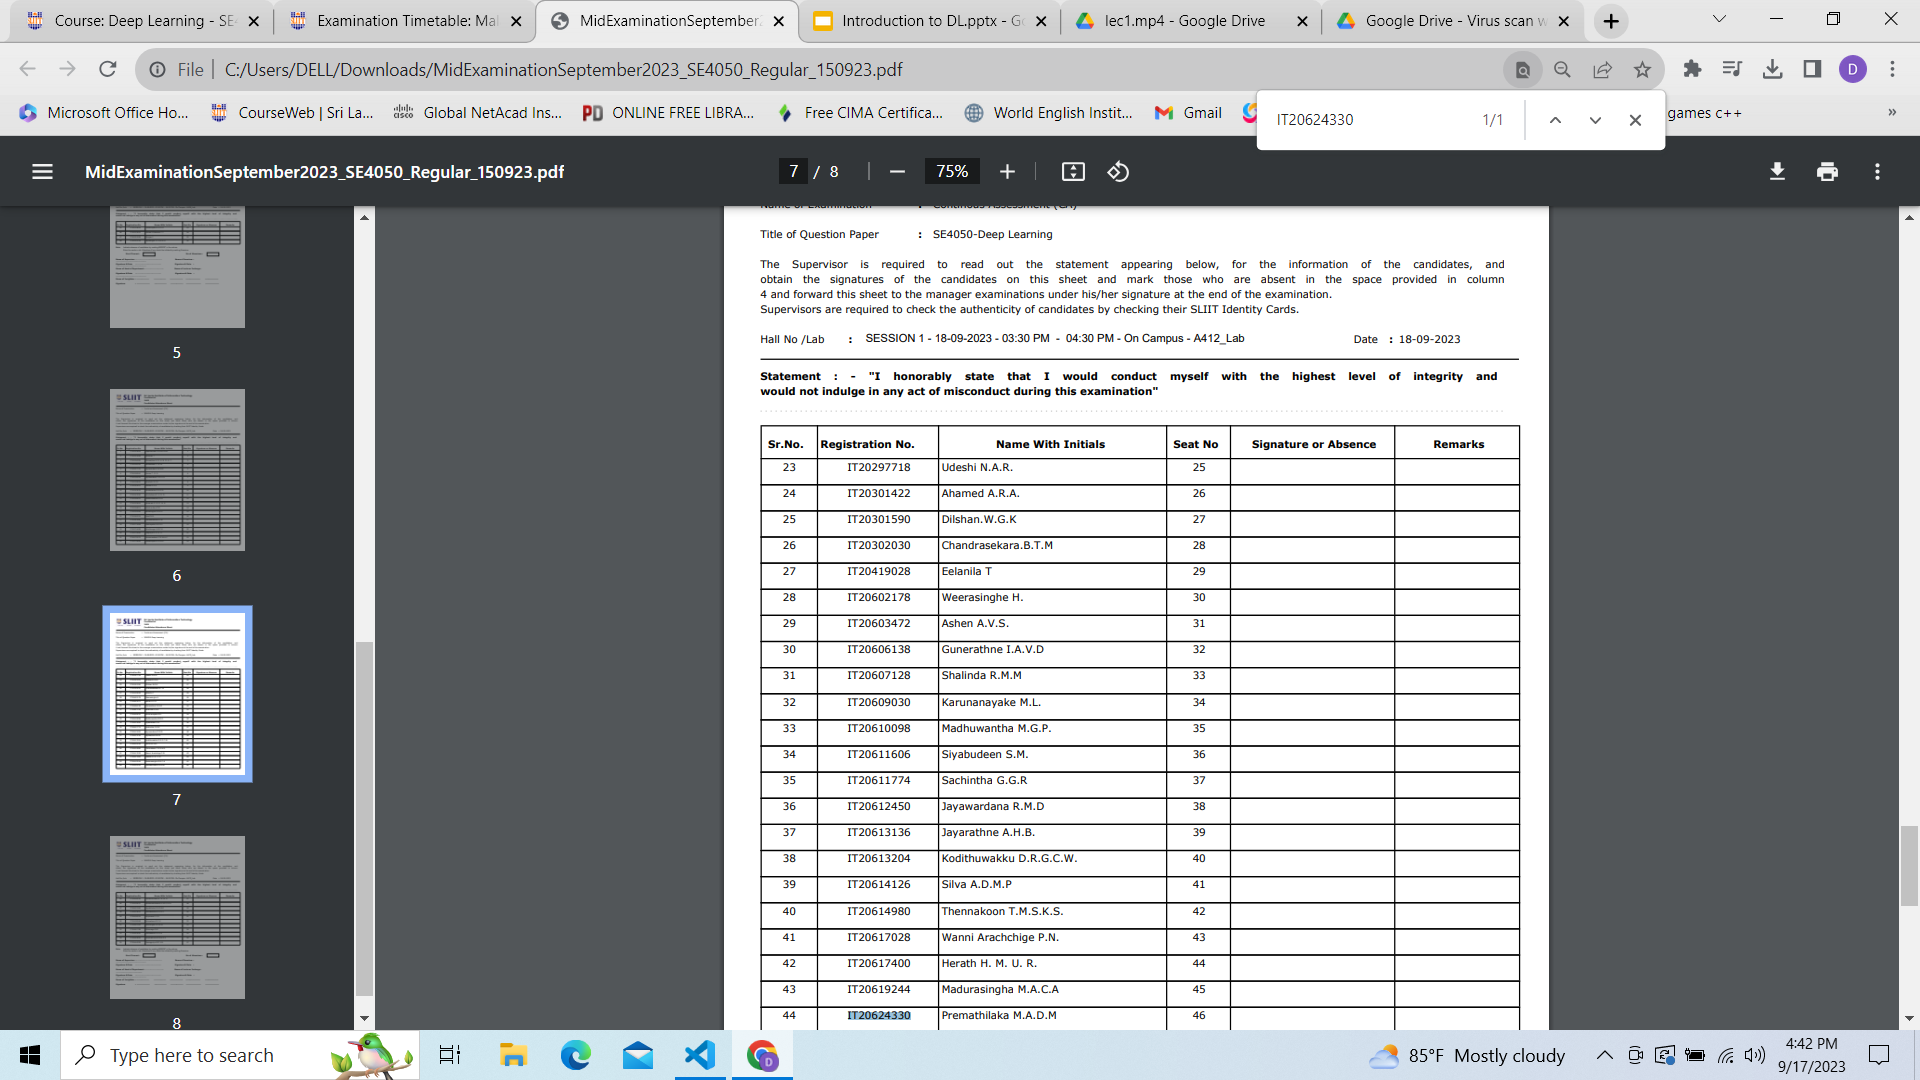 Course: Deep Learning - SE
Examination Timetable: Mal
MidExaminationSeptember2
Introduction to DL.pptx - Go
lec1.mp4 - Google Drive
Google Drive - Virus scan w
File
C:/Users/DELL/Downloads/MidExaminationSeptember2023_SE4050_Regular_150923.pdf
D
Microsoft Office Ho...
CourseWeb | Sri La...
Global NetAcad Ins...
ONLINE FREE LIBRA...
Free CIMA Certifica...
World English Instit...
Gmail
games c++
»
IT20624330 1/1
MidExaminationSeptember2023_SE4050_Regular_150923.pdf
7 / 8
75%
5
6
7
8
Name of Examination : Continous Assessment (CA)
Title of Question Paper : SE4050-Deep Learning
The Supervisor is required to read out the statement appearing below, for the information of the candidates, and
obtain the signatures of the candidates on this sheet and mark those who are absent in the space provided in column
4 and forward this sheet to the manager examinations under his/her signature at the end of the examination.
Supervisors are required to check the authenticity of candidates by checking their SLIIT Identity Cards.
Hall No /Lab : SESSION 1 - 18-09-2023 - 03:30 PM - 04:30 PM - On Campus - A412_Lab Date : 18-09-2023
Statement : - "I honorably state that I would conduct myself with the highest level of integrity and
would not indulge in any act of misconduct during this examination"
Sr.No. Registration No. Name With Initials Seat No Signature or Absence Remarks
23 IT20297718 Udeshi N.A.R. 25
24 IT20301422 Ahamed A.R.A. 26
25 IT20301590 Dilshan.W.G.K 27
26 IT20302030 Chandrasekara.B.T.M 28
27 IT20419028 Eelanila T 29
28 IT20602178 Weerasinghe H. 30
29 IT20603472 Ashen A.V.S. 31
30 IT20606138 Gunerathne I.A.V.D 32
31 IT20607128 Shalinda R.M.M 33
32 IT20609030 Karunanayake M.L. 34
33 IT20610098 Madhuwantha M.G.P. 35
34 IT20611606 Siyabudeen S.M. 36
35 IT20611774 Sachintha G.G.R 37
36 IT20612450 Jayawardana R.M.D 38
37 IT20613136 Jayarathne A.H.B. 39
38 IT20613204 Kodithuwakku D.R.G.C.W. 40
39 IT20614126 Silva A.D.M.P 41
40 IT20614980 Thennakoon T.M.S.K.S. 42
41 IT20617028 Wanni Arachchige P.N. 43
42 IT20617400 Herath H. M. U. R. 44
43 IT20619244 Madurasingha M.A.C.A 45
44 IT20624330 Premathilaka M.A.D.M 46
Type here to search
85°F Mostly cloudy
4:42 PM
9/17/2023